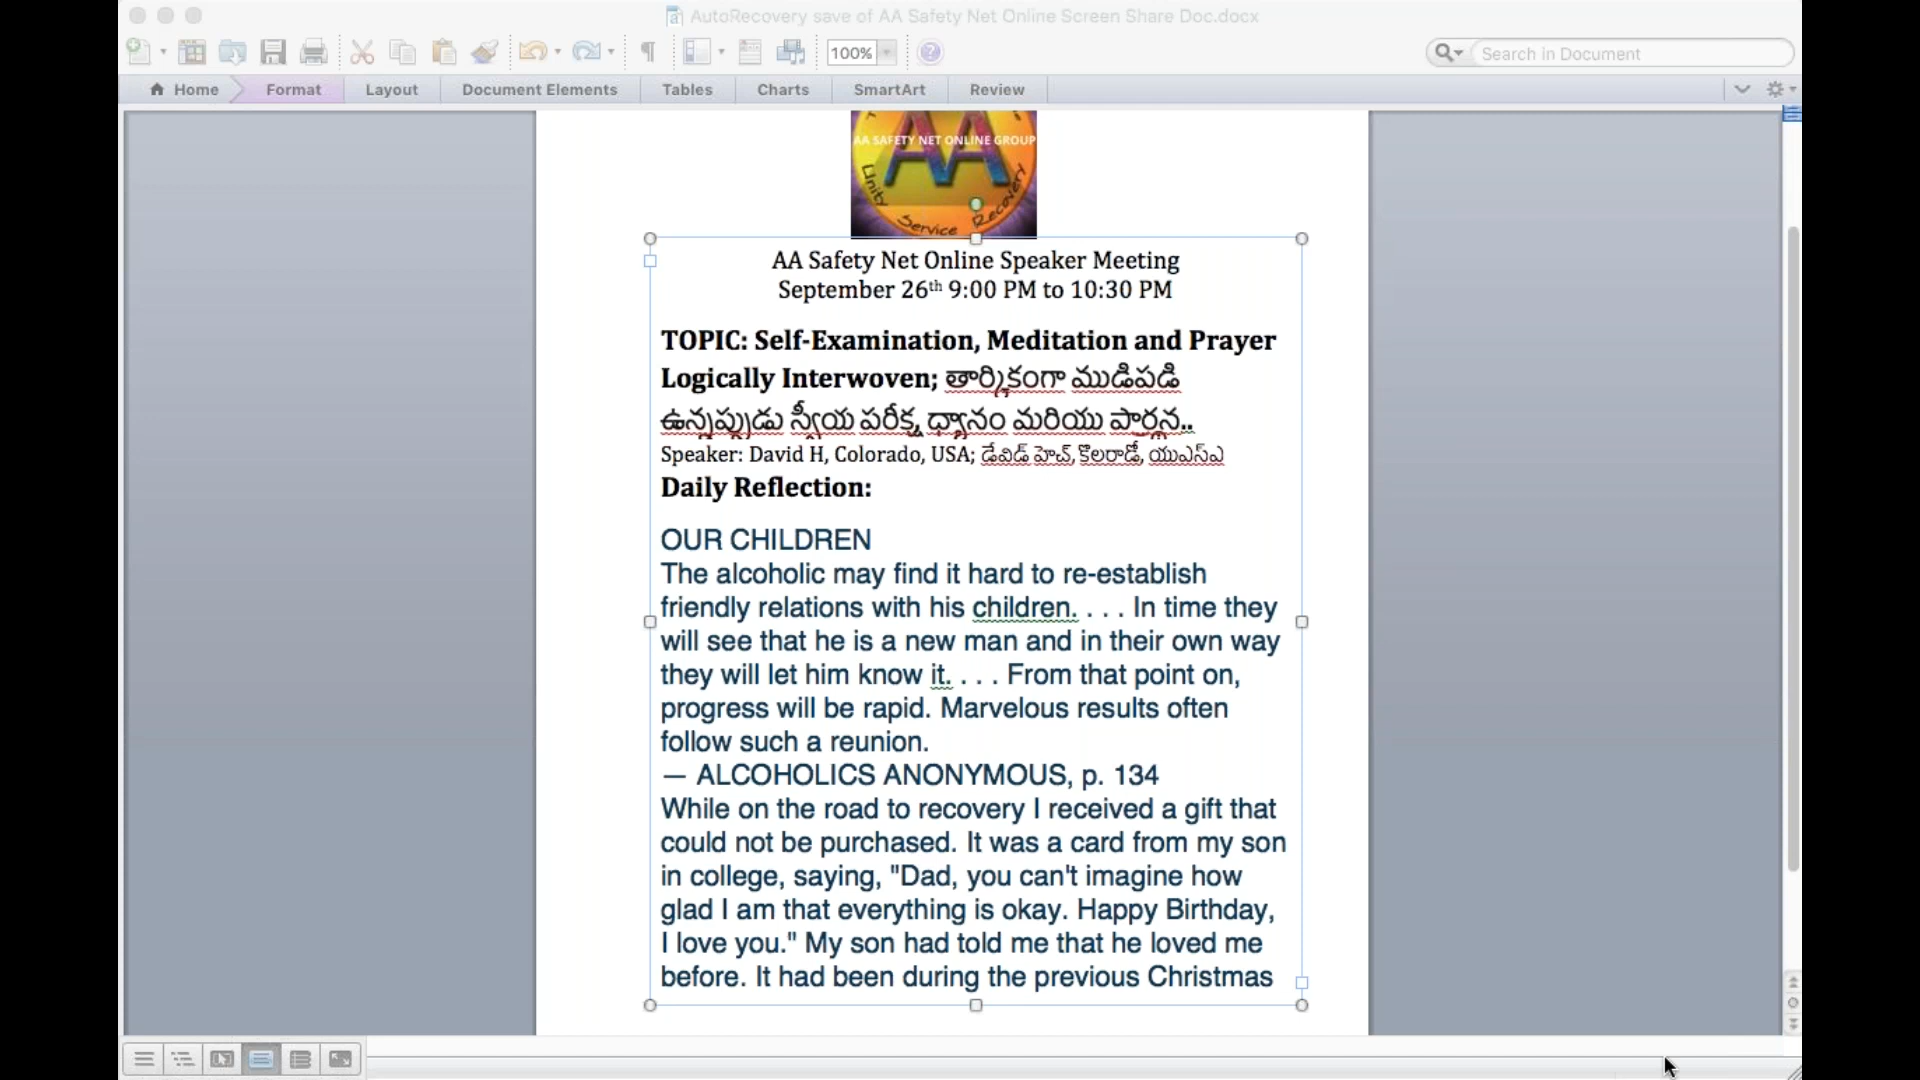 AutoRecovery save of AA Safety Net Online Screen Share Doc.docx
100%
Search in Document
Home Format Layout Document Elements Tables Charts SmartArt Review
AA
AA SAFETY NET ONLINE GROUP
Unity Service Recovery
AA Safety Net Online Speaker Meeting
September 26th 9:00 PM to 10:30 PM
TOPIC: Self-Examination, Meditation and Prayer
Logically Interwoven; తార్కికంగా ముడిపడి
ఉన్నప్పుడు స్వీయ పరీక్ష, ధ్యానం మరియు ప్రార్థన..
Speaker: David H, Colorado, USA; డేవిడ్ హెచ్, కొలరాడో, యుఎస్ఎ
Daily Reflection:
OUR CHILDREN
The alcoholic may find it hard to re-establish
friendly relations with his children. . . . In time they
will see that he is a new man and in their own way
they will let him know it. . . . From that point on,
progress will be rapid. Marvelous results often
follow such a reunion.
— ALCOHOLICS ANONYMOUS, p. 134
While on the road to recovery I received a gift that
could not be purchased. It was a card from my son
in college, saying, "Dad, you can't imagine how
glad I am that everything is okay. Happy Birthday,
I love you." My son had told me that he loved me
before. It had been during the previous Christmas